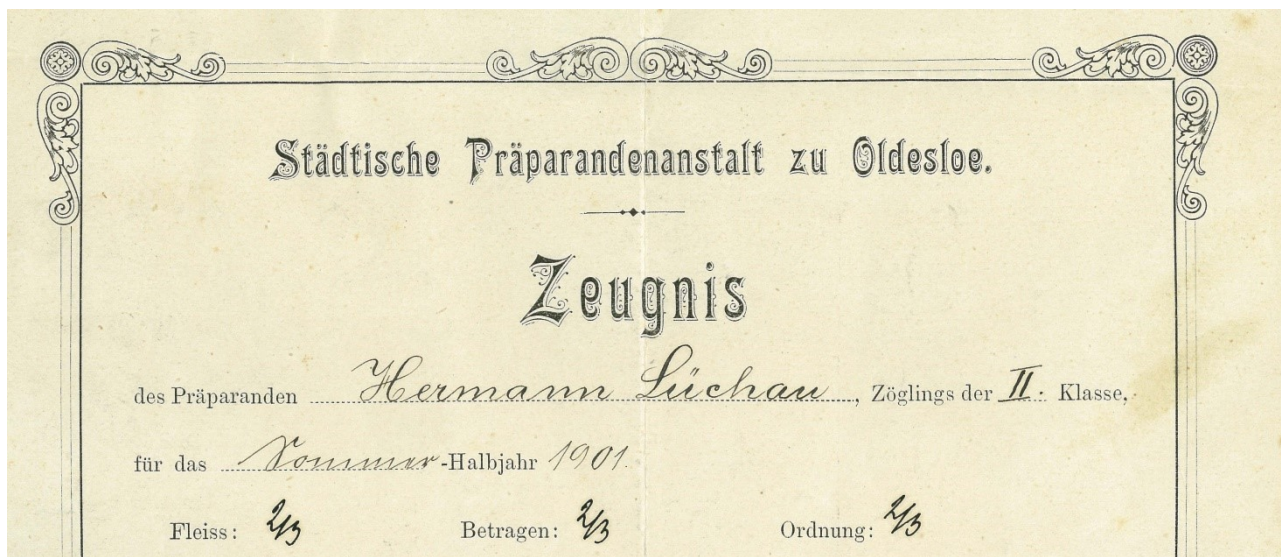 Städtische Präparandenanstalt zu Oldesloe.
Zeugnis
des Präparanden Hermann Lüchau, Zöglings der II. Klasse,
für das Sommer-Halbjahr 1901.
Fleiss: 2/3 Betragen: 2/3 Ordnung: 2/3